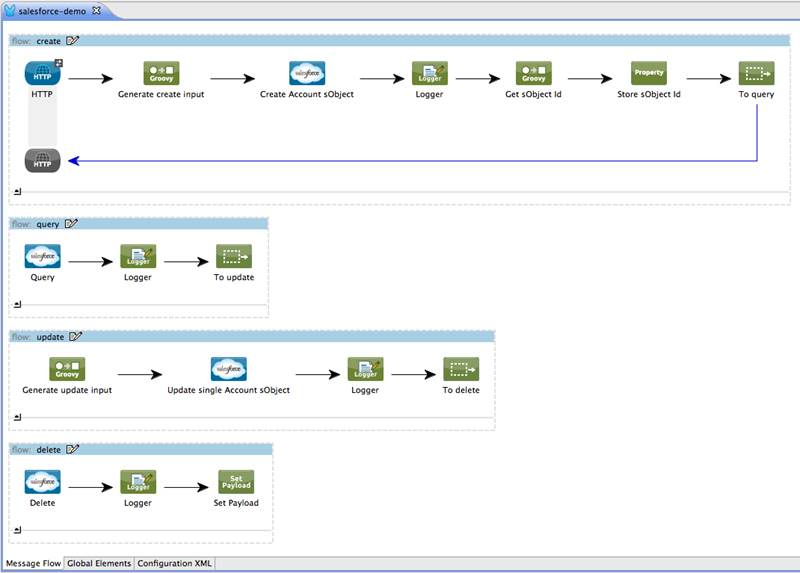 salesforce-demo
flow: create
HTTP Groovy salesforce Logger Groovy Property
HTTP Generate create input Create Account sObject Logger Get sObject Id Store sObject Id To query
HTTP
flow: query
salesforce Logger
Query Logger To update
flow: update
Groovy salesforce Logger
Generate update input Update single Account sObject Logger To delete
flow: delete
salesforce Logger Set Payload
Delete Logger Set Payload
Message Flow Global Elements Configuration XML